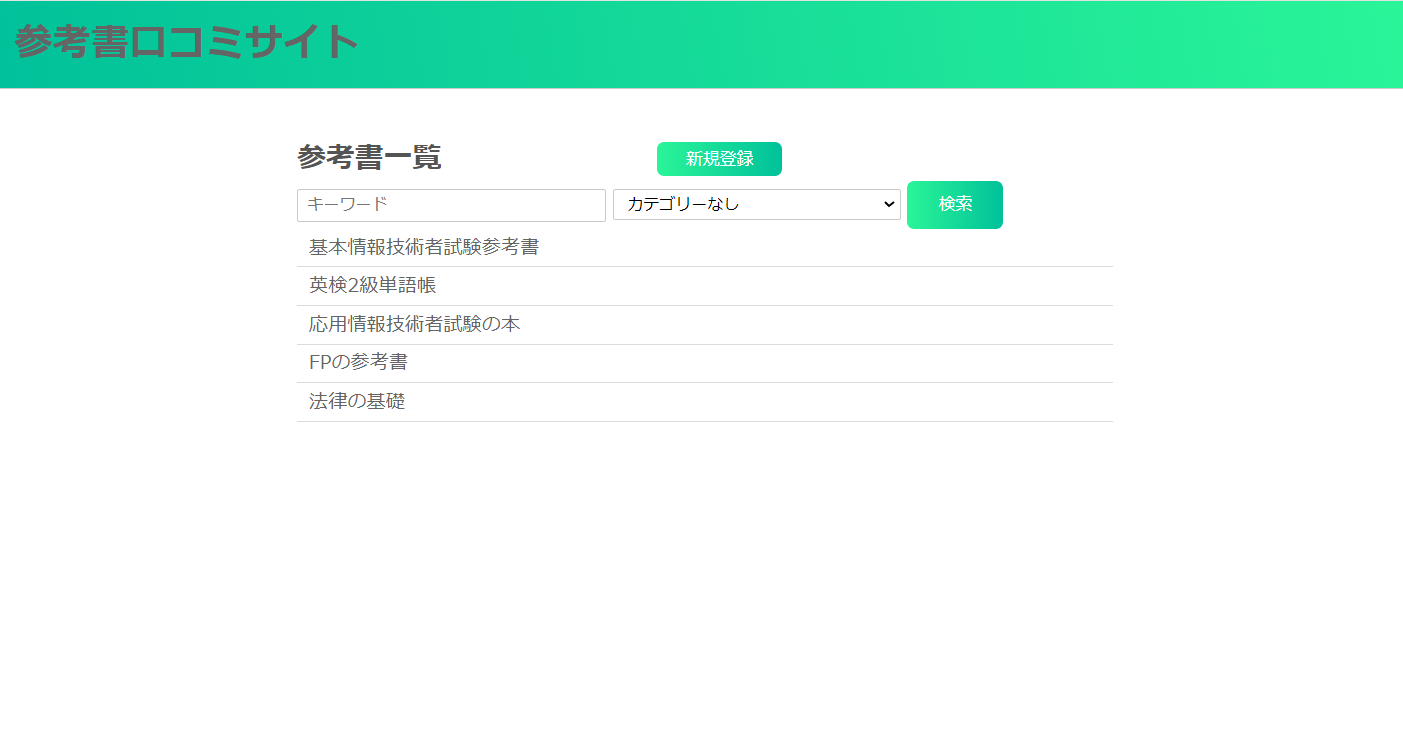 参考書口コミサイト
参考書一覧 新規登録
キーワード カテゴリーなし 検索
基本情報技術者試験参考書
英検2級単語帳
応用情報技術者試験の本
FPの参考書
法律の基礎